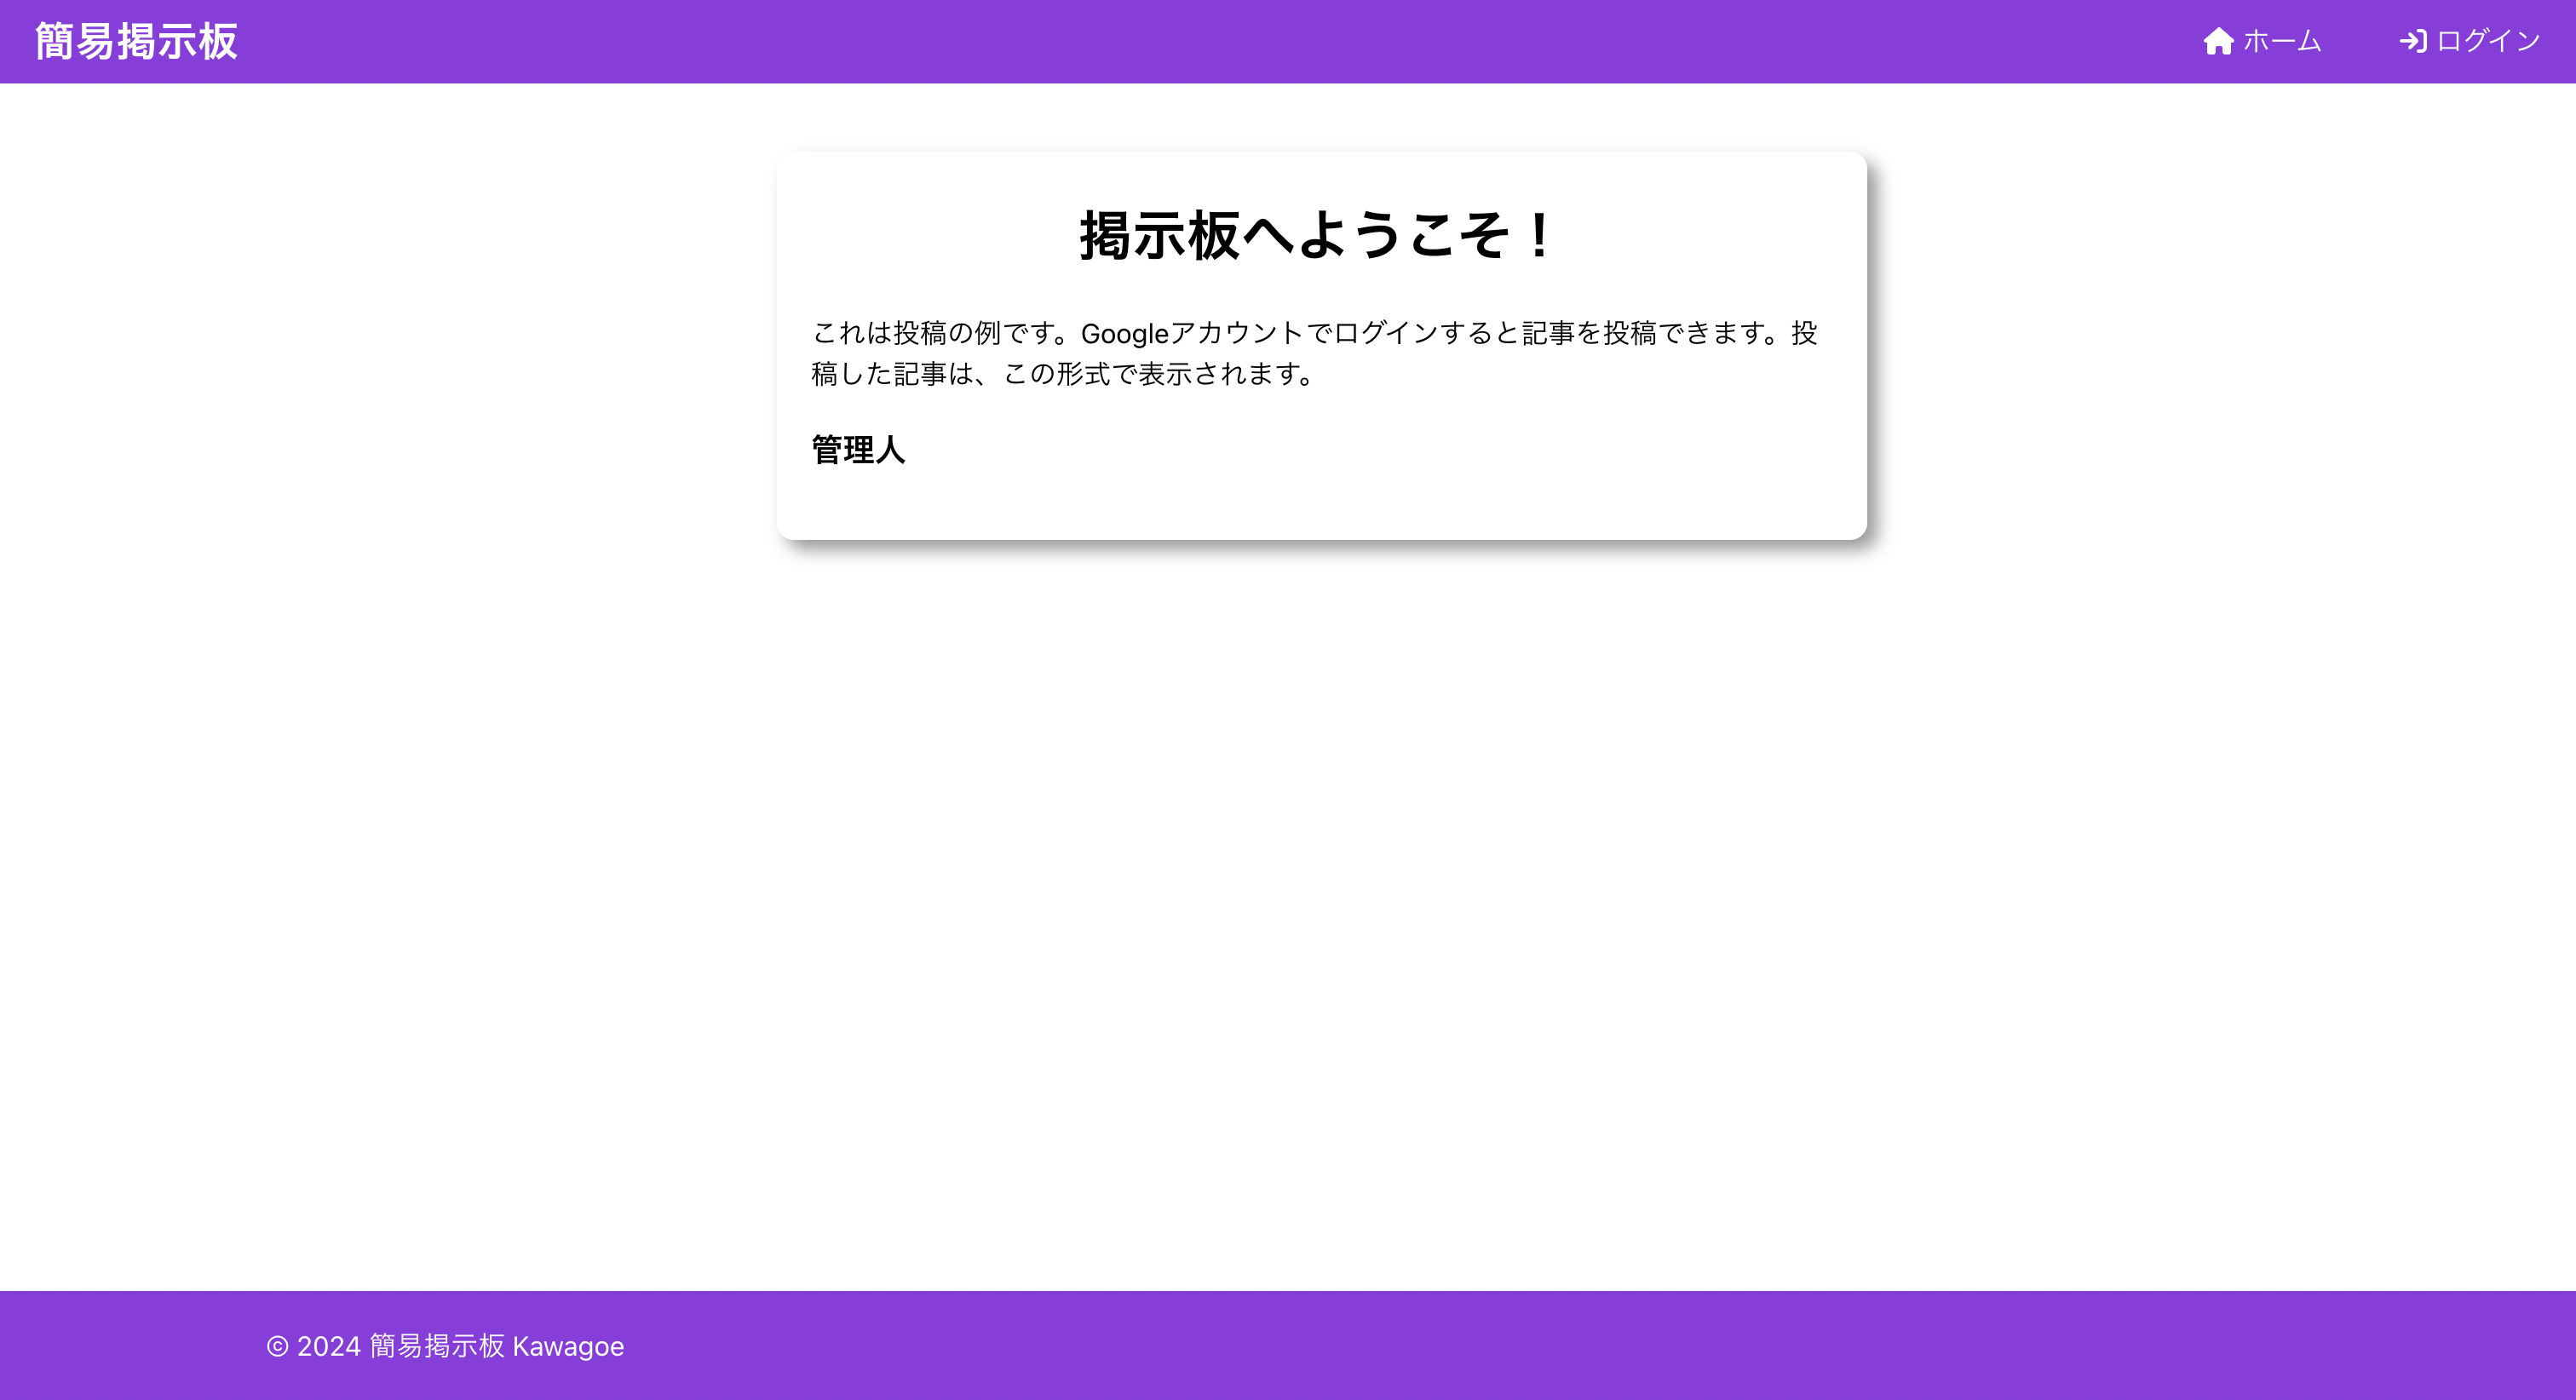 簡易掲示板
ホーム
ログイン
掲示板へようこそ！
これは投稿の例です。Googleアカウントでログインすると記事を投稿できます。投
稿した記事は、この形式で表示されます。
管理人
© 2024 簡易掲示板 Kawagoe